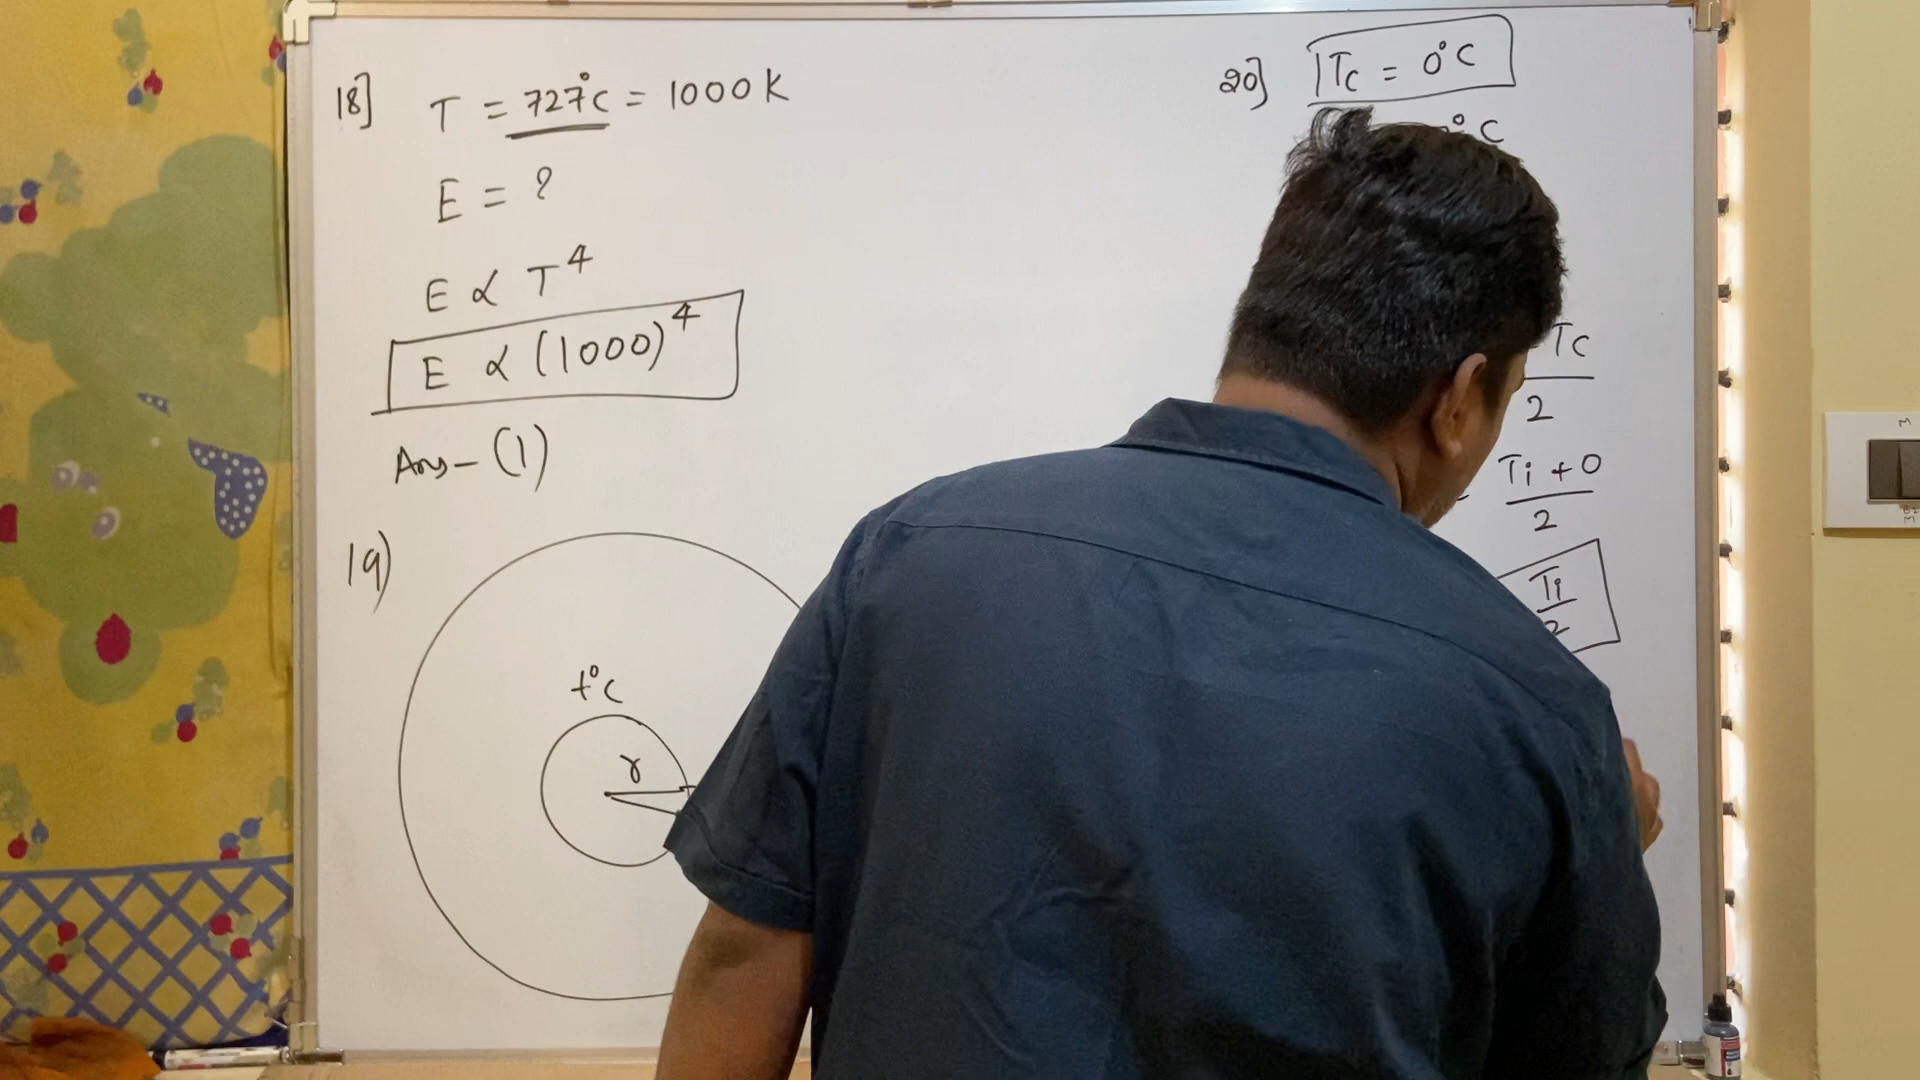 18] T = 727°C = 1000 K
E = ?
E ∝ T⁴
E ∝ (1000)⁴
Ans – (1)
19)
t°C
r
20] Tc = 0°C
°C
Tc
2
Ti + 0
2
Ti
2